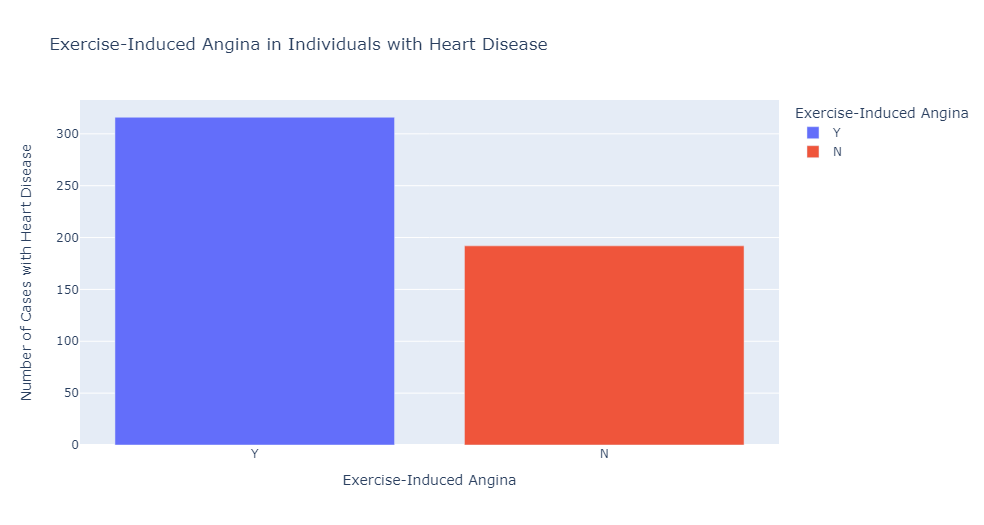 Exercise-Induced Angina in Individuals with Heart Disease
Exercise-Induced Angina
Y
N
Number of Cases with Heart Disease
300
250
200
150
100
50
0
Y
N
Exercise-Induced Angina